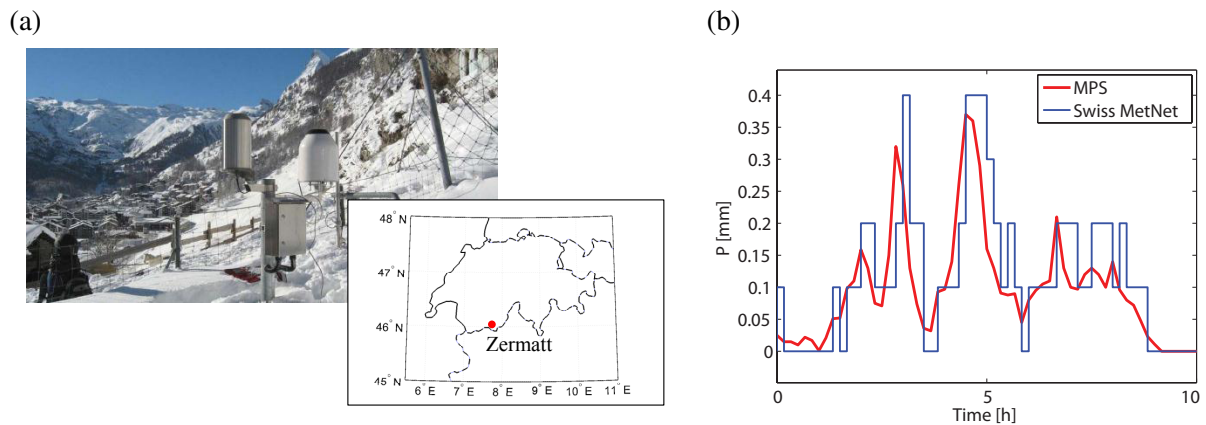 (a)
(b)
48° N
47° N
46° N
45° N
Zermatt
6° E
7° E
8° E
9° E
10° E
11° E
MPS
Swiss MetNet
0.4
0.35
0.3
0.25
0.2
0.15
0.1
0.05
0
P [mm]
0
5
10
Time [h]